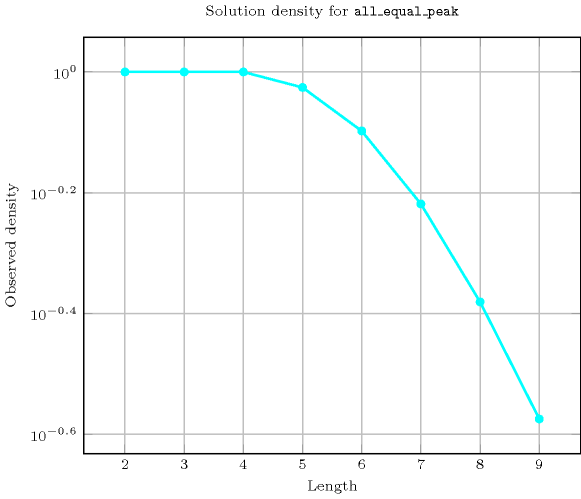 Solution density for all_equal_peak
10^0
10^−0.2
10^−0.4
10^−0.6
Observed density
2 3 4 5 6 7 8 9
Length